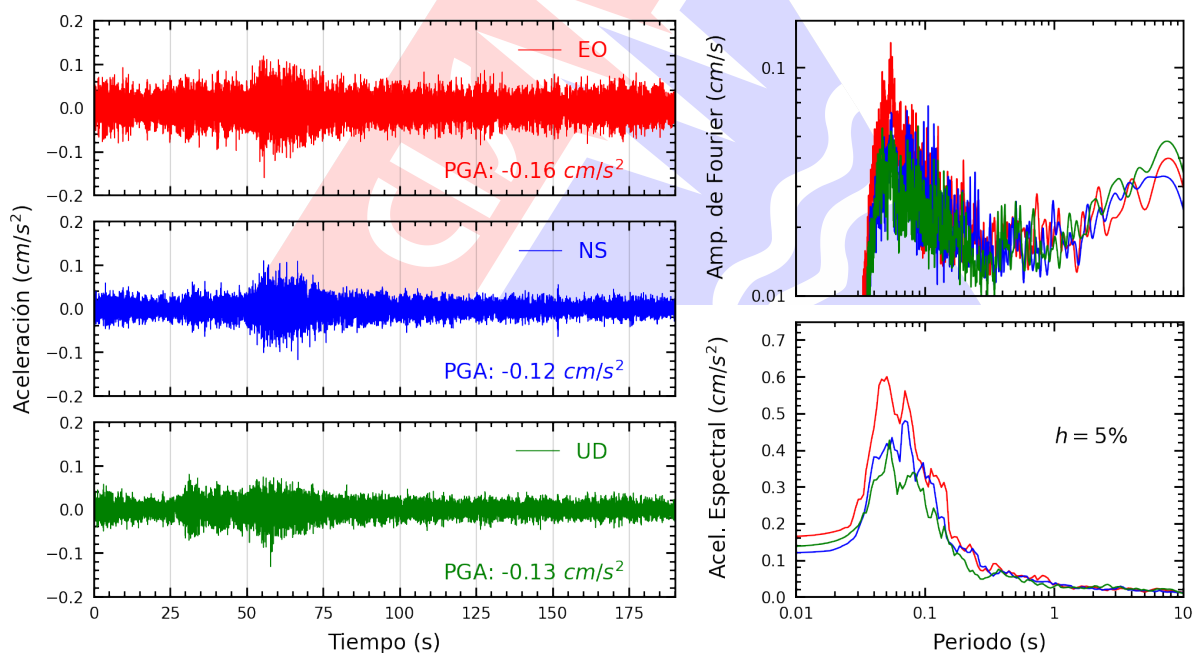 Aceleración (cm/s²)
0.2
0.1
0.0
−0.1
−0.2
EO
PGA: -0.16 cm/s²
0.2
0.1
0.0
−0.1
−0.2
NS
PGA: -0.12 cm/s²
0.2
0.1
0.0
−0.1
−0.2
UD
PGA: -0.13 cm/s²
0 25 50 75 100 125 150 175
Tiempo (s)
Amp. de Fourier (cm/s)
0.1
0.01
Acel. Espectral (cm/s²)
0.7
0.6
0.5
0.4
0.3
0.2
0.1
0.0
h = 5%
0.01 0.1 1 10
Periodo (s)